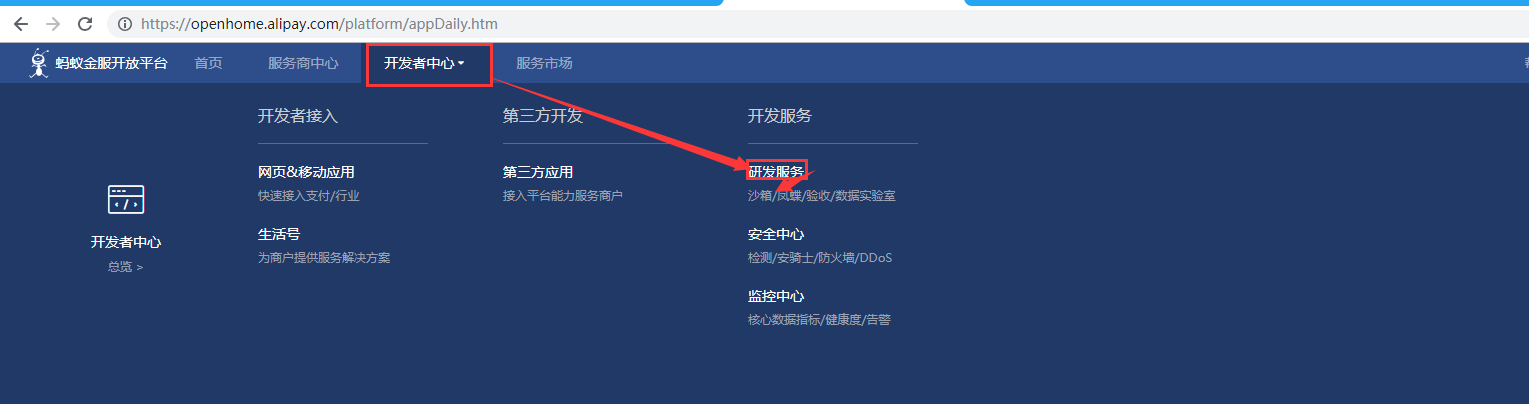 https://openhome.alipay.com/platform/appDaily.htm
蚂蚁金服开放平台 首页 服务商中心 开发者中心 服务市场
开发者接入 第三方开发 开发服务
网页&移动应用 第三方应用 研发服务
快速接入支付/行业 接入平台能力服务商户 沙箱/凤蝶/验收/数据实验室
</>
开发者中心 生活号 安全中心
总览 > 为商户提供服务解决方案 检测/安骑士/防火墙/DDoS
监控中心
核心数据指标/健康度/告警